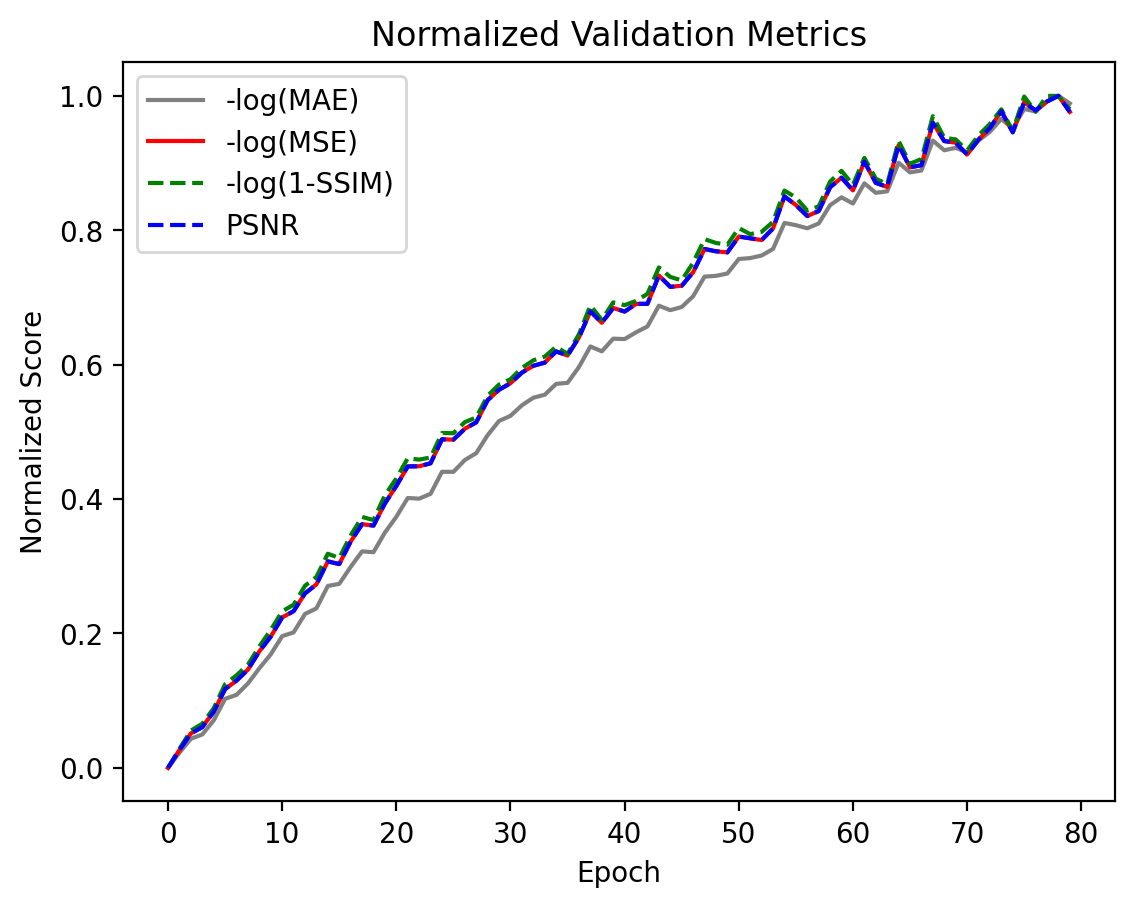 Normalized Validation Metrics
-log(MAE)
-log(MSE)
-log(1-SSIM)
PSNR
1.0
0.8
0.6
0.4
0.2
0.0
Normalized Score
0 10 20 30 40 50 60 70 80
Epoch